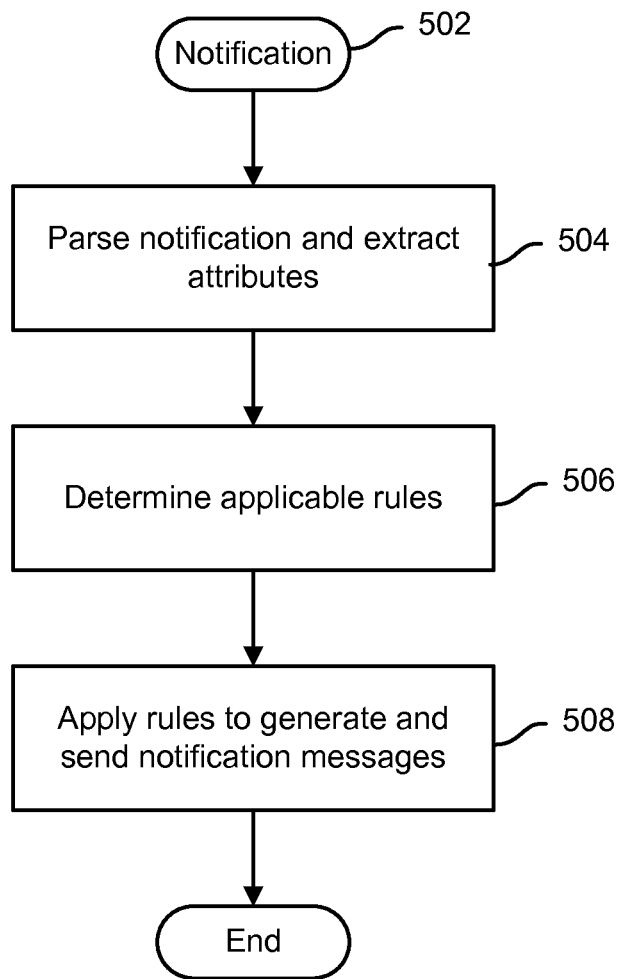 Notification
502
Parse notification and extract
attributes
504
Determine applicable rules
506
Apply rules to generate and
send notification messages
508
End